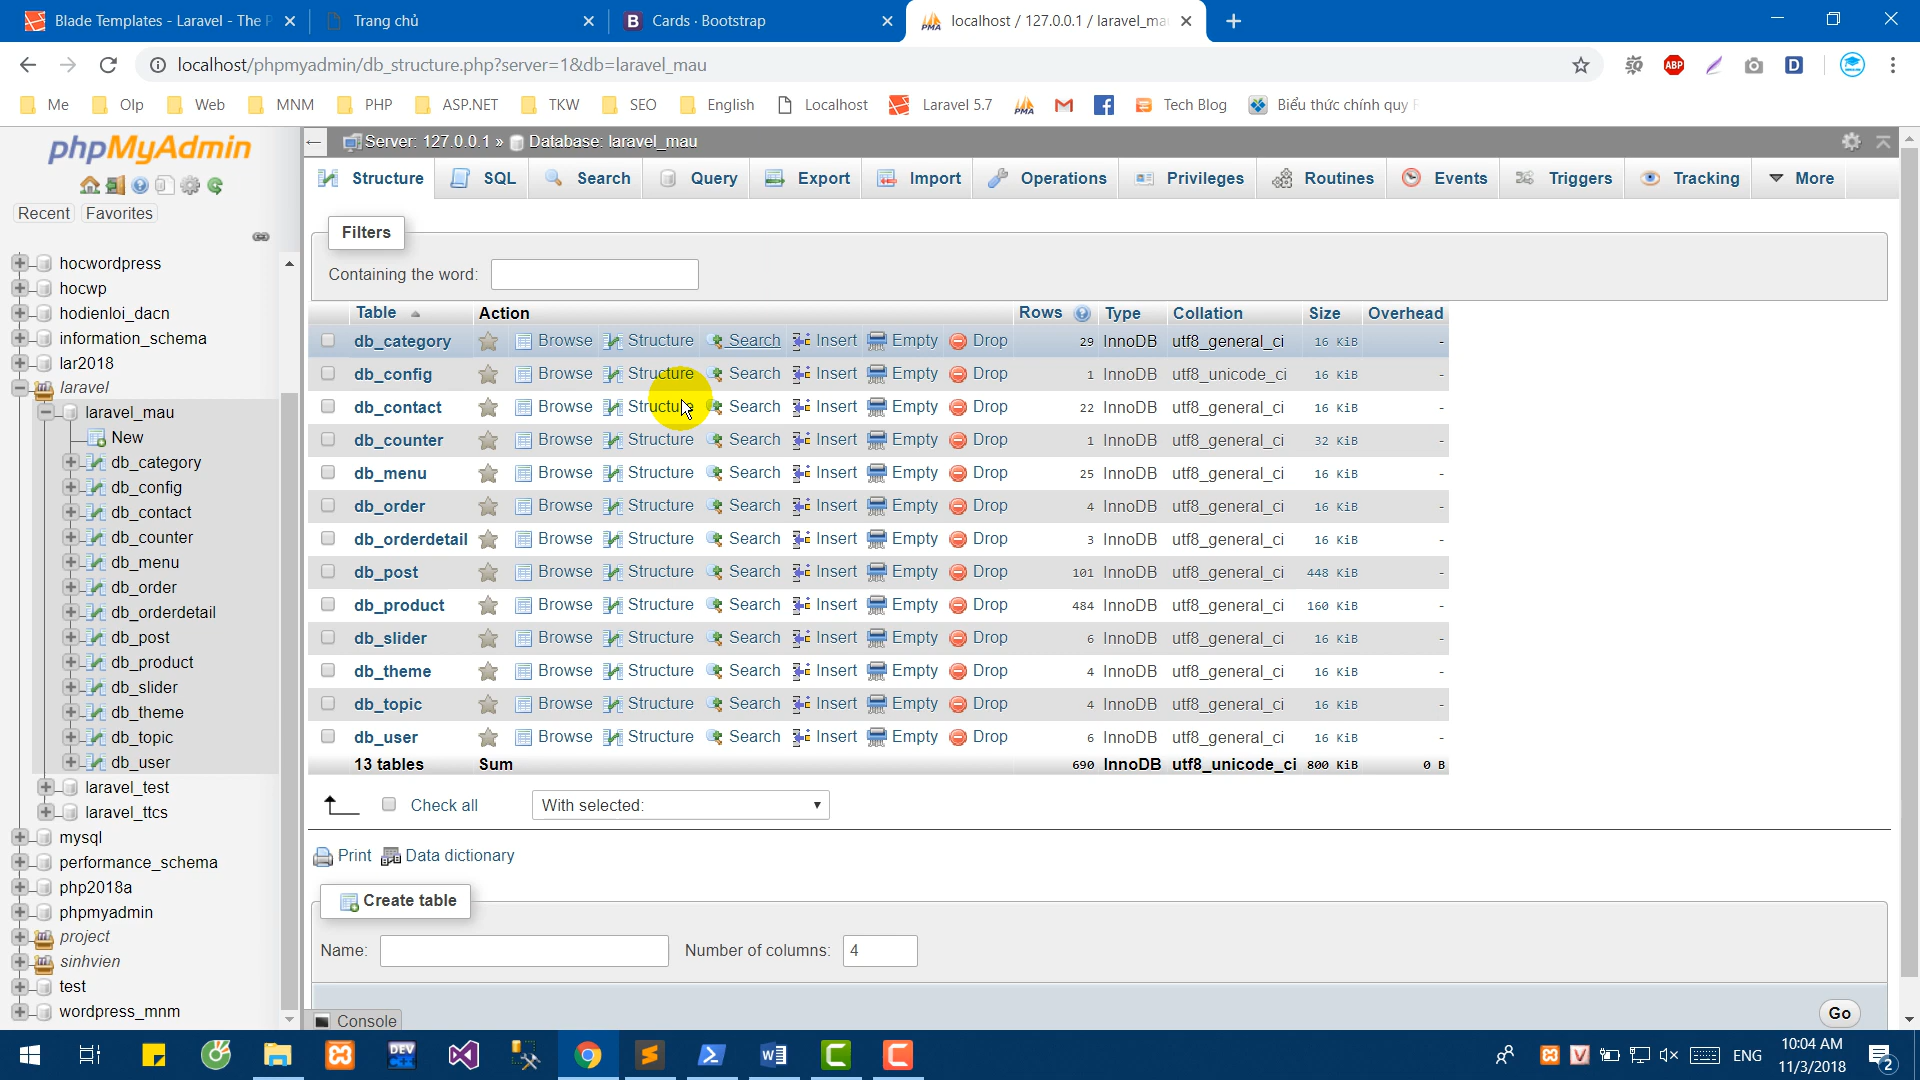 Blade Templates - Laravel - The P
Trang chủ
B Cards · Bootstrap
localhost / 127.0.0.1 / laravel_mau
localhost/phpmyadmin/db_structure.php?server=1&db=laravel_mau
ABP
D
Me Olp Web MNM PHP ASP.NET TKW SEO English Localhost Laravel 5.7 PMA Tech Blog Biểu thức chính quy
phpMyAdmin
Recent Favorites
hocwordpress
hocwp
hodienloi_dacn
information_schema
lar2018
laravel
laravel_mau
New
db_category
db_config
db_contact
db_counter
db_menu
db_order
db_orderdetail
db_post
db_product
db_slider
db_theme
db_topic
db_user
laravel_test
laravel_ttcs
mysql
performance_schema
php2018a
phpmyadmin
project
sinhvien
test
wordpress_mnm
Server: 127.0.0.1 » Database: laravel_mau
Structure SQL Search Query Export Import Operations Privileges Routines Events Triggers Tracking More
Filters
Containing the word:
Table Action Rows Type Collation Size Overhead
db_category Browse Structure Search Insert Empty Drop 29 InnoDB utf8_general_ci 16 KiB -
db_config Browse Structure Search Insert Empty Drop 1 InnoDB utf8_unicode_ci 16 KiB -
db_contact Browse Structure Search Insert Empty Drop 22 InnoDB utf8_general_ci 16 KiB -
db_counter Browse Structure Search Insert Empty Drop 1 InnoDB utf8_general_ci 32 KiB -
db_menu Browse Structure Search Insert Empty Drop 25 InnoDB utf8_general_ci 16 KiB -
db_order Browse Structure Search Insert Empty Drop 4 InnoDB utf8_general_ci 16 KiB -
db_orderdetail Browse Structure Search Insert Empty Drop 3 InnoDB utf8_general_ci 16 KiB -
db_post Browse Structure Search Insert Empty Drop 101 InnoDB utf8_general_ci 448 KiB -
db_product Browse Structure Search Insert Empty Drop 484 InnoDB utf8_general_ci 160 KiB -
db_slider Browse Structure Search Insert Empty Drop 6 InnoDB utf8_general_ci 16 KiB -
db_theme Browse Structure Search Insert Empty Drop 4 InnoDB utf8_general_ci 16 KiB -
db_topic Browse Structure Search Insert Empty Drop 4 InnoDB utf8_general_ci 16 KiB -
db_user Browse Structure Search Insert Empty Drop 6 InnoDB utf8_general_ci 16 KiB -
13 tables Sum 690 InnoDB utf8_unicode_ci 800 KiB 0 B
Check all With selected:
Print Data dictionary
Create table
Name: Number of columns: 4
Go
Console
DEV C++
ENG
10:04 AM
11/3/2018
2